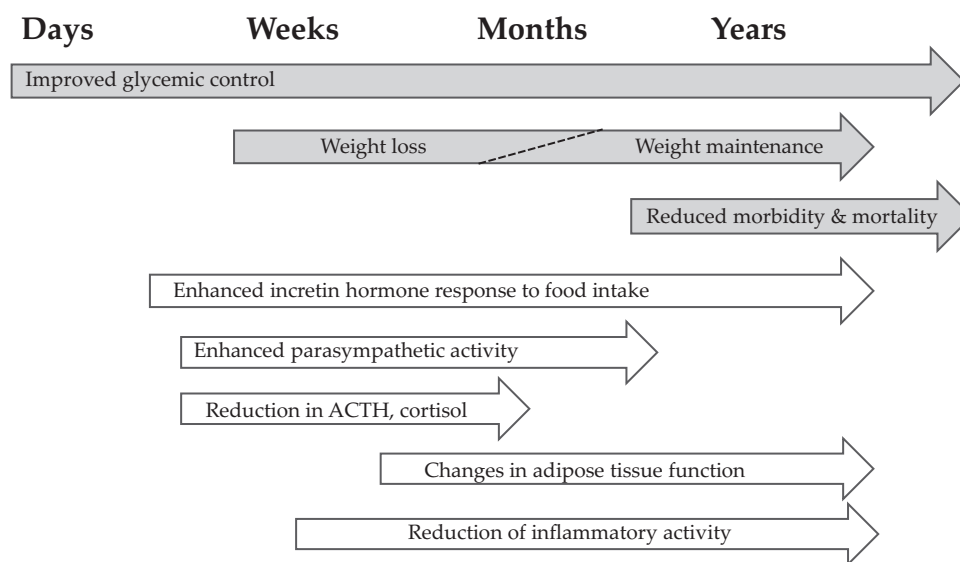 Days Weeks Months Years
Improved glycemic control
Weight loss Weight maintenance
Reduced morbidity & mortality
Enhanced incretin hormone response to food intake
Enhanced parasympathetic activity
Reduction in ACTH, cortisol
Changes in adipose tissue function
Reduction of inflammatory activity